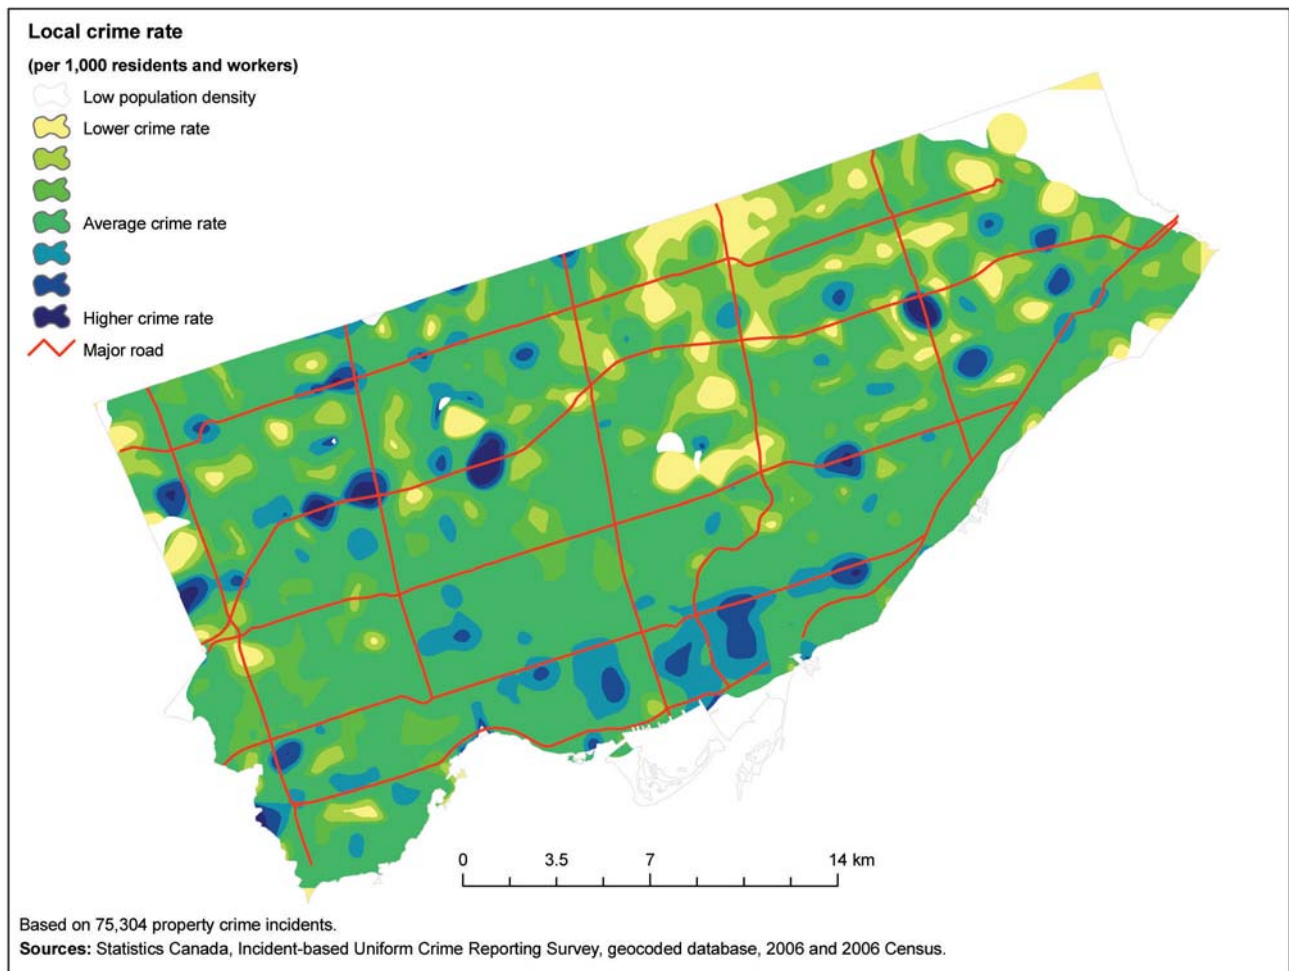 Local crime rate
(per 1,000 residents and workers)
Low population density
Lower crime rate
Average crime rate
Higher crime rate
Major road
0 3.5 7 14 km
Based on 75,304 property crime incidents.
Sources: Statistics Canada, Incident-based Uniform Crime Reporting Survey, geocoded database, 2006 and 2006 Census.